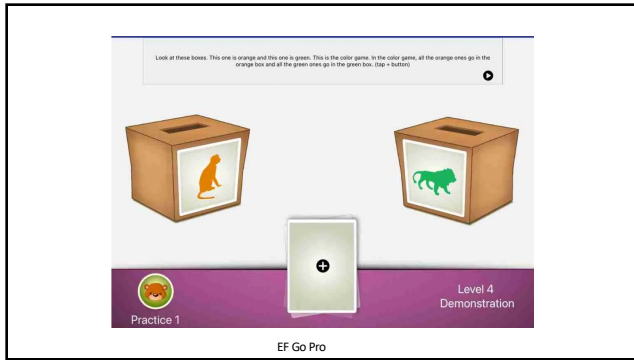 Look at these boxes. This one is orange and this one is green. This is the color game. In the color game, all the orange ones go in the
orange box and all the green ones go in the green box. (tap + button)
Level 4
Demonstration
Practice 1
EF Go Pro